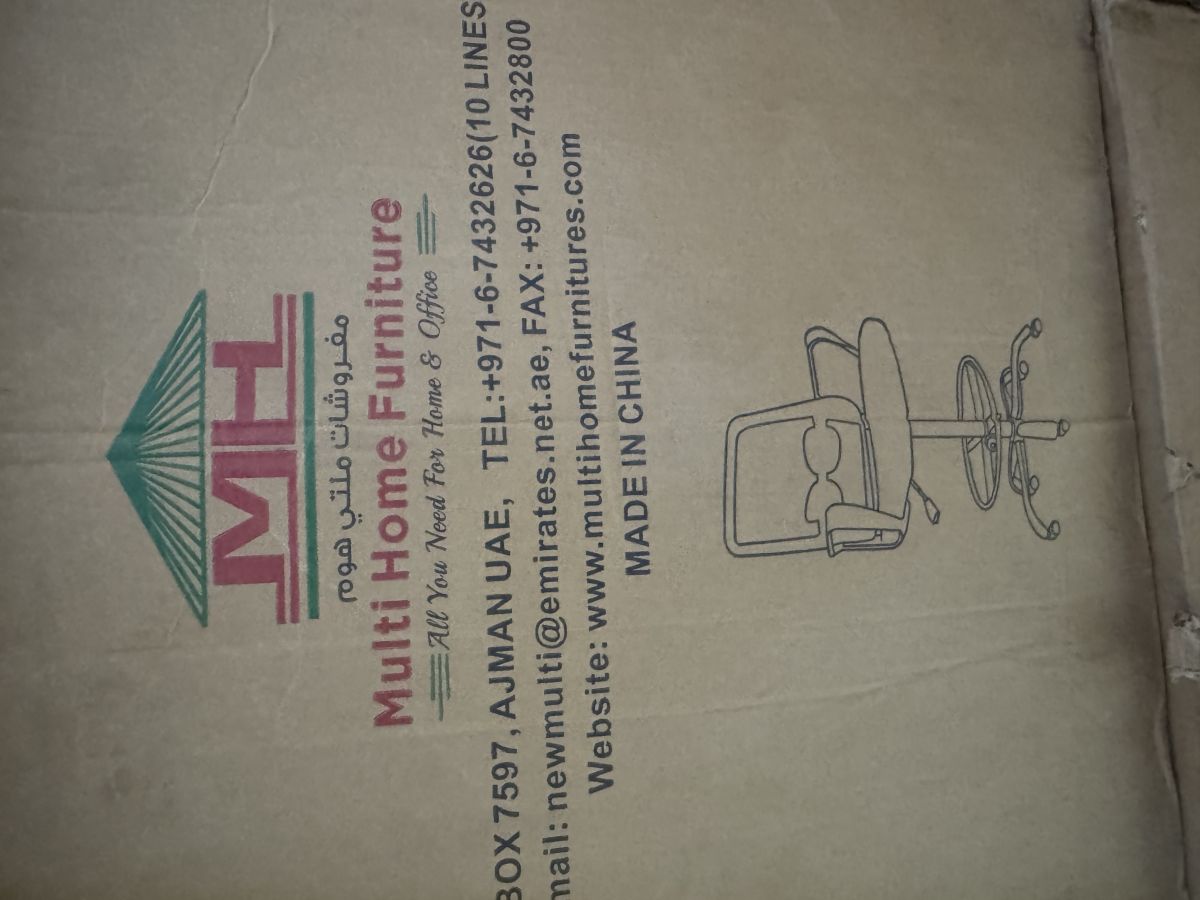 MH
مفروشات ملتي هوم
Multi Home Furniture
All You Need For Home & Office
BOX 7597, AJMAN UAE, TEL:+971-6-7432626(10 LINES
mail: newmulti@emirates.net.ae, FAX: +971-6-7432800
Website: www.multihomefurnitures.com
MADE IN CHINA